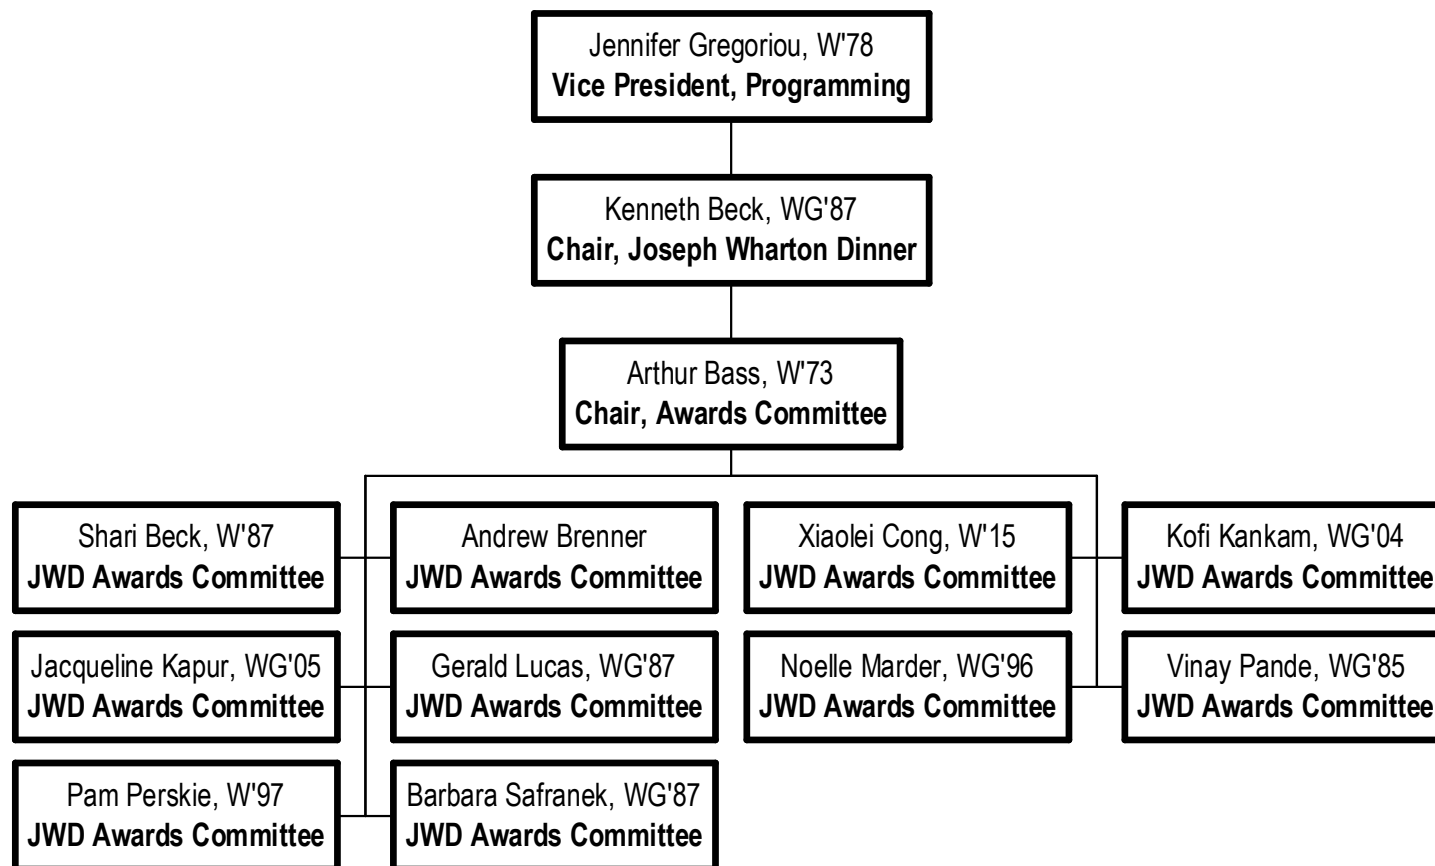 Jennifer Gregoriou, W'78
Vice President, Programming
Kenneth Beck, WG'87
Chair, Joseph Wharton Dinner
Arthur Bass, W'73
Chair, Awards Committee
Shari Beck, W'87
JWD Awards Committee
Andrew Brenner
JWD Awards Committee
Xiaolei Cong, W'15
JWD Awards Committee
Kofi Kankam, WG'04
JWD Awards Committee
Jacqueline Kapur, WG'05
JWD Awards Committee
Gerald Lucas, WG'87
JWD Awards Committee
Noelle Marder, WG'96
JWD Awards Committee
Vinay Pande, WG'85
JWD Awards Committee
Pam Perskie, W'97
JWD Awards Committee
Barbara Safranek, WG'87
JWD Awards Committee